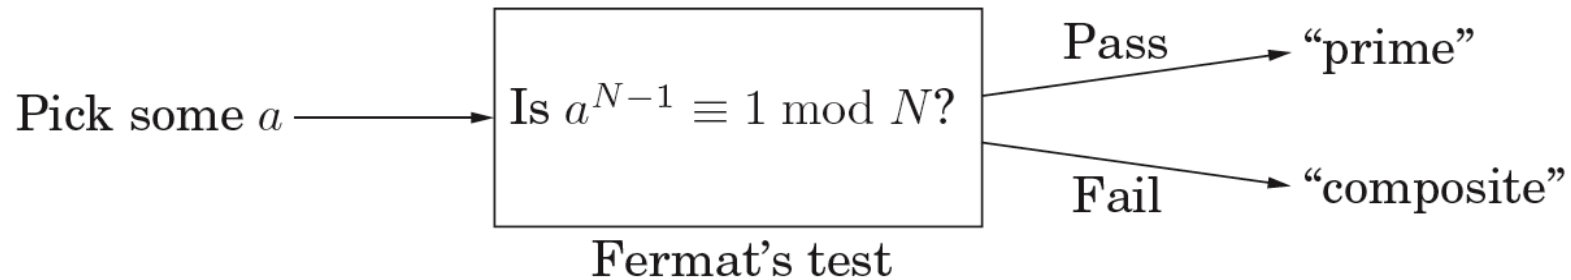 Pass
“prime”
Pick some a
Is a^{N−1} ≡ 1 mod N?
Fail
“composite”
Fermat’s test